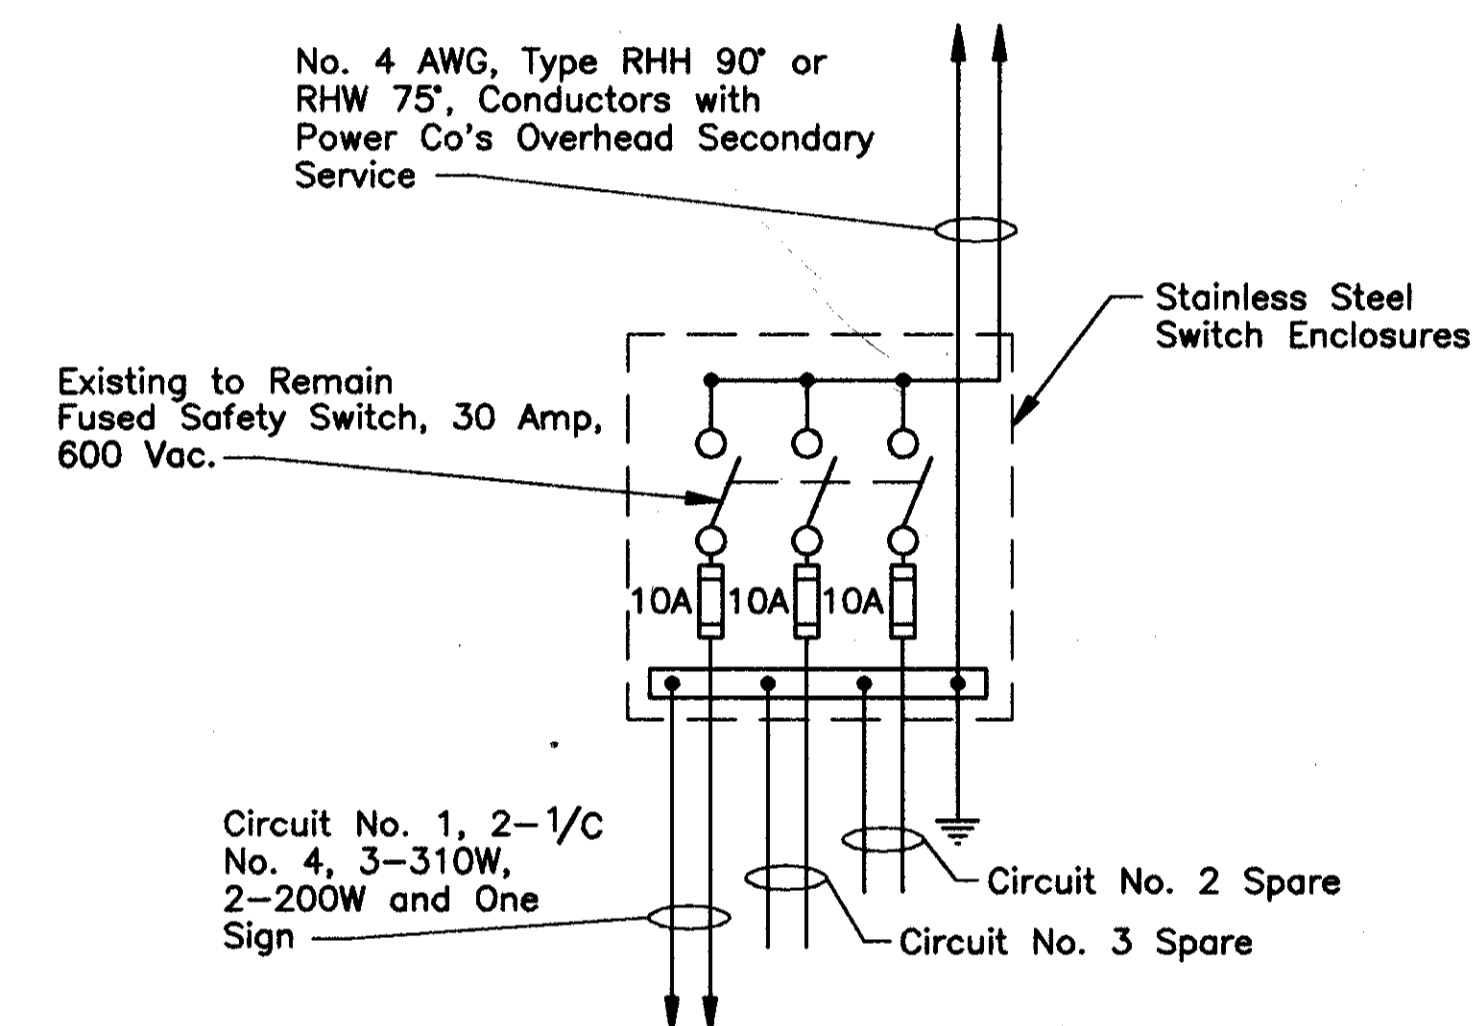 No. 4 AWG, Type RHH 90° or
RHW 75°, Conductors with
Power Co's Overhead Secondary
Service
Stainless Steel
Switch Enclosures
Existing to Remain
Fused Safety Switch, 30 Amp,
600 Vac.
10A 10A 10A
Circuit No. 1, 2-1/C
No. 4, 3-310W,
2-200W and One
Sign
Circuit No. 2 Spare
Circuit No. 3 Spare